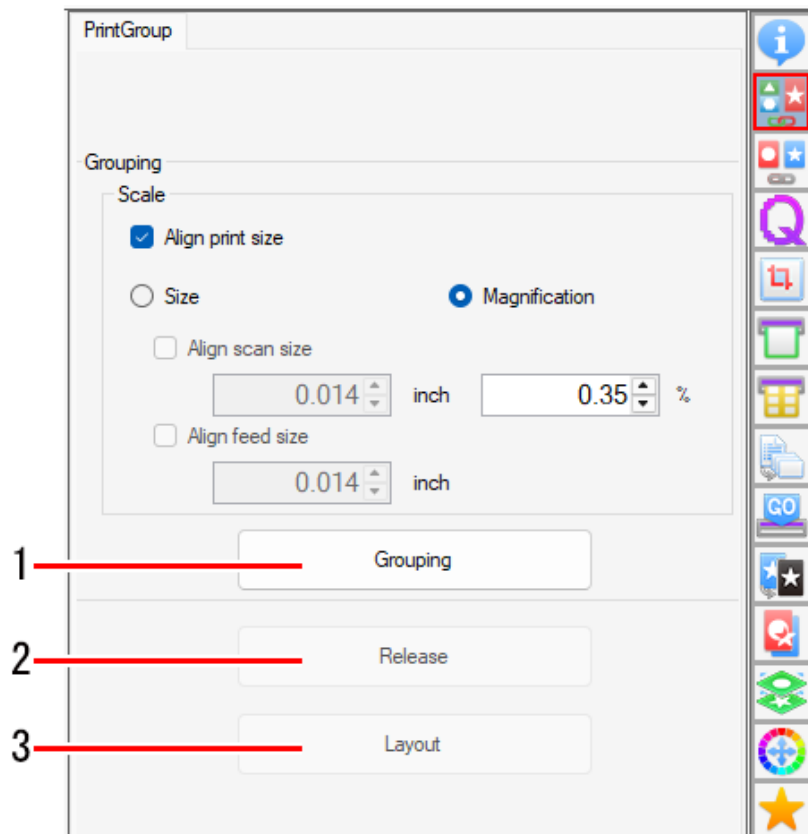 PrintGroup
Grouping
Scale
Align print size
Size Magnification
Align scan size
0.014 inch 0.35 %
Align feed size
0.014 inch
1 Grouping
2 Release
3 Layout
Q
GO